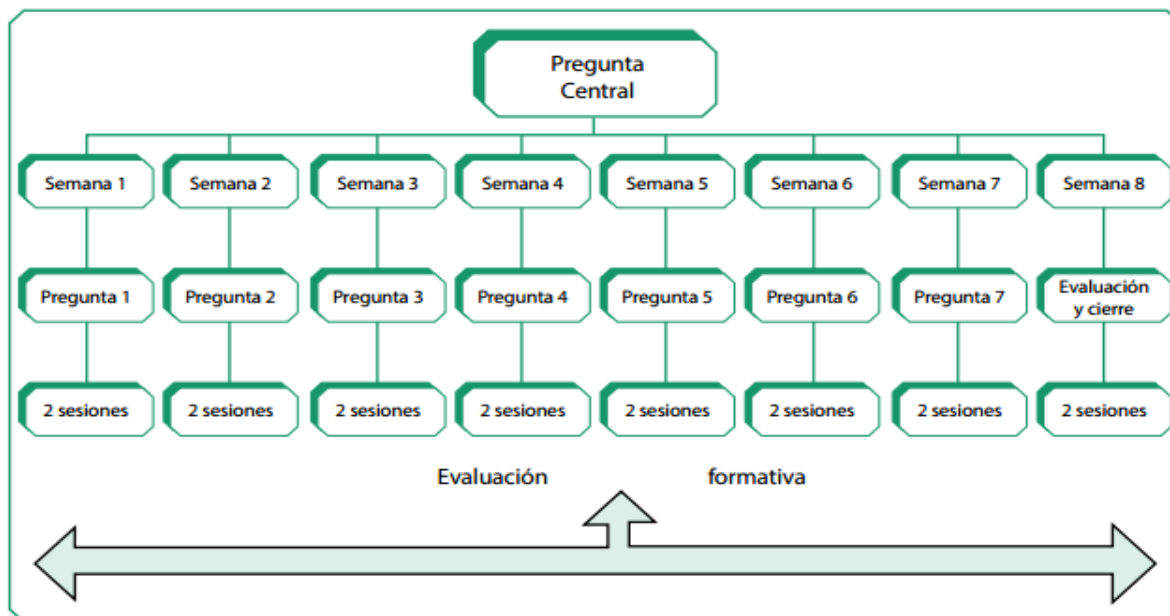 Pregunta
Central
Semana 1
Semana 2
Semana 3
Semana 4
Semana 5
Semana 6
Semana 7
Semana 8
Pregunta 1
Pregunta 2
Pregunta 3
Pregunta 4
Pregunta 5
Pregunta 6
Pregunta 7
Evaluación
y cierre
2 sesiones
2 sesiones
2 sesiones
2 sesiones
2 sesiones
2 sesiones
2 sesiones
2 sesiones
Evaluación formativa